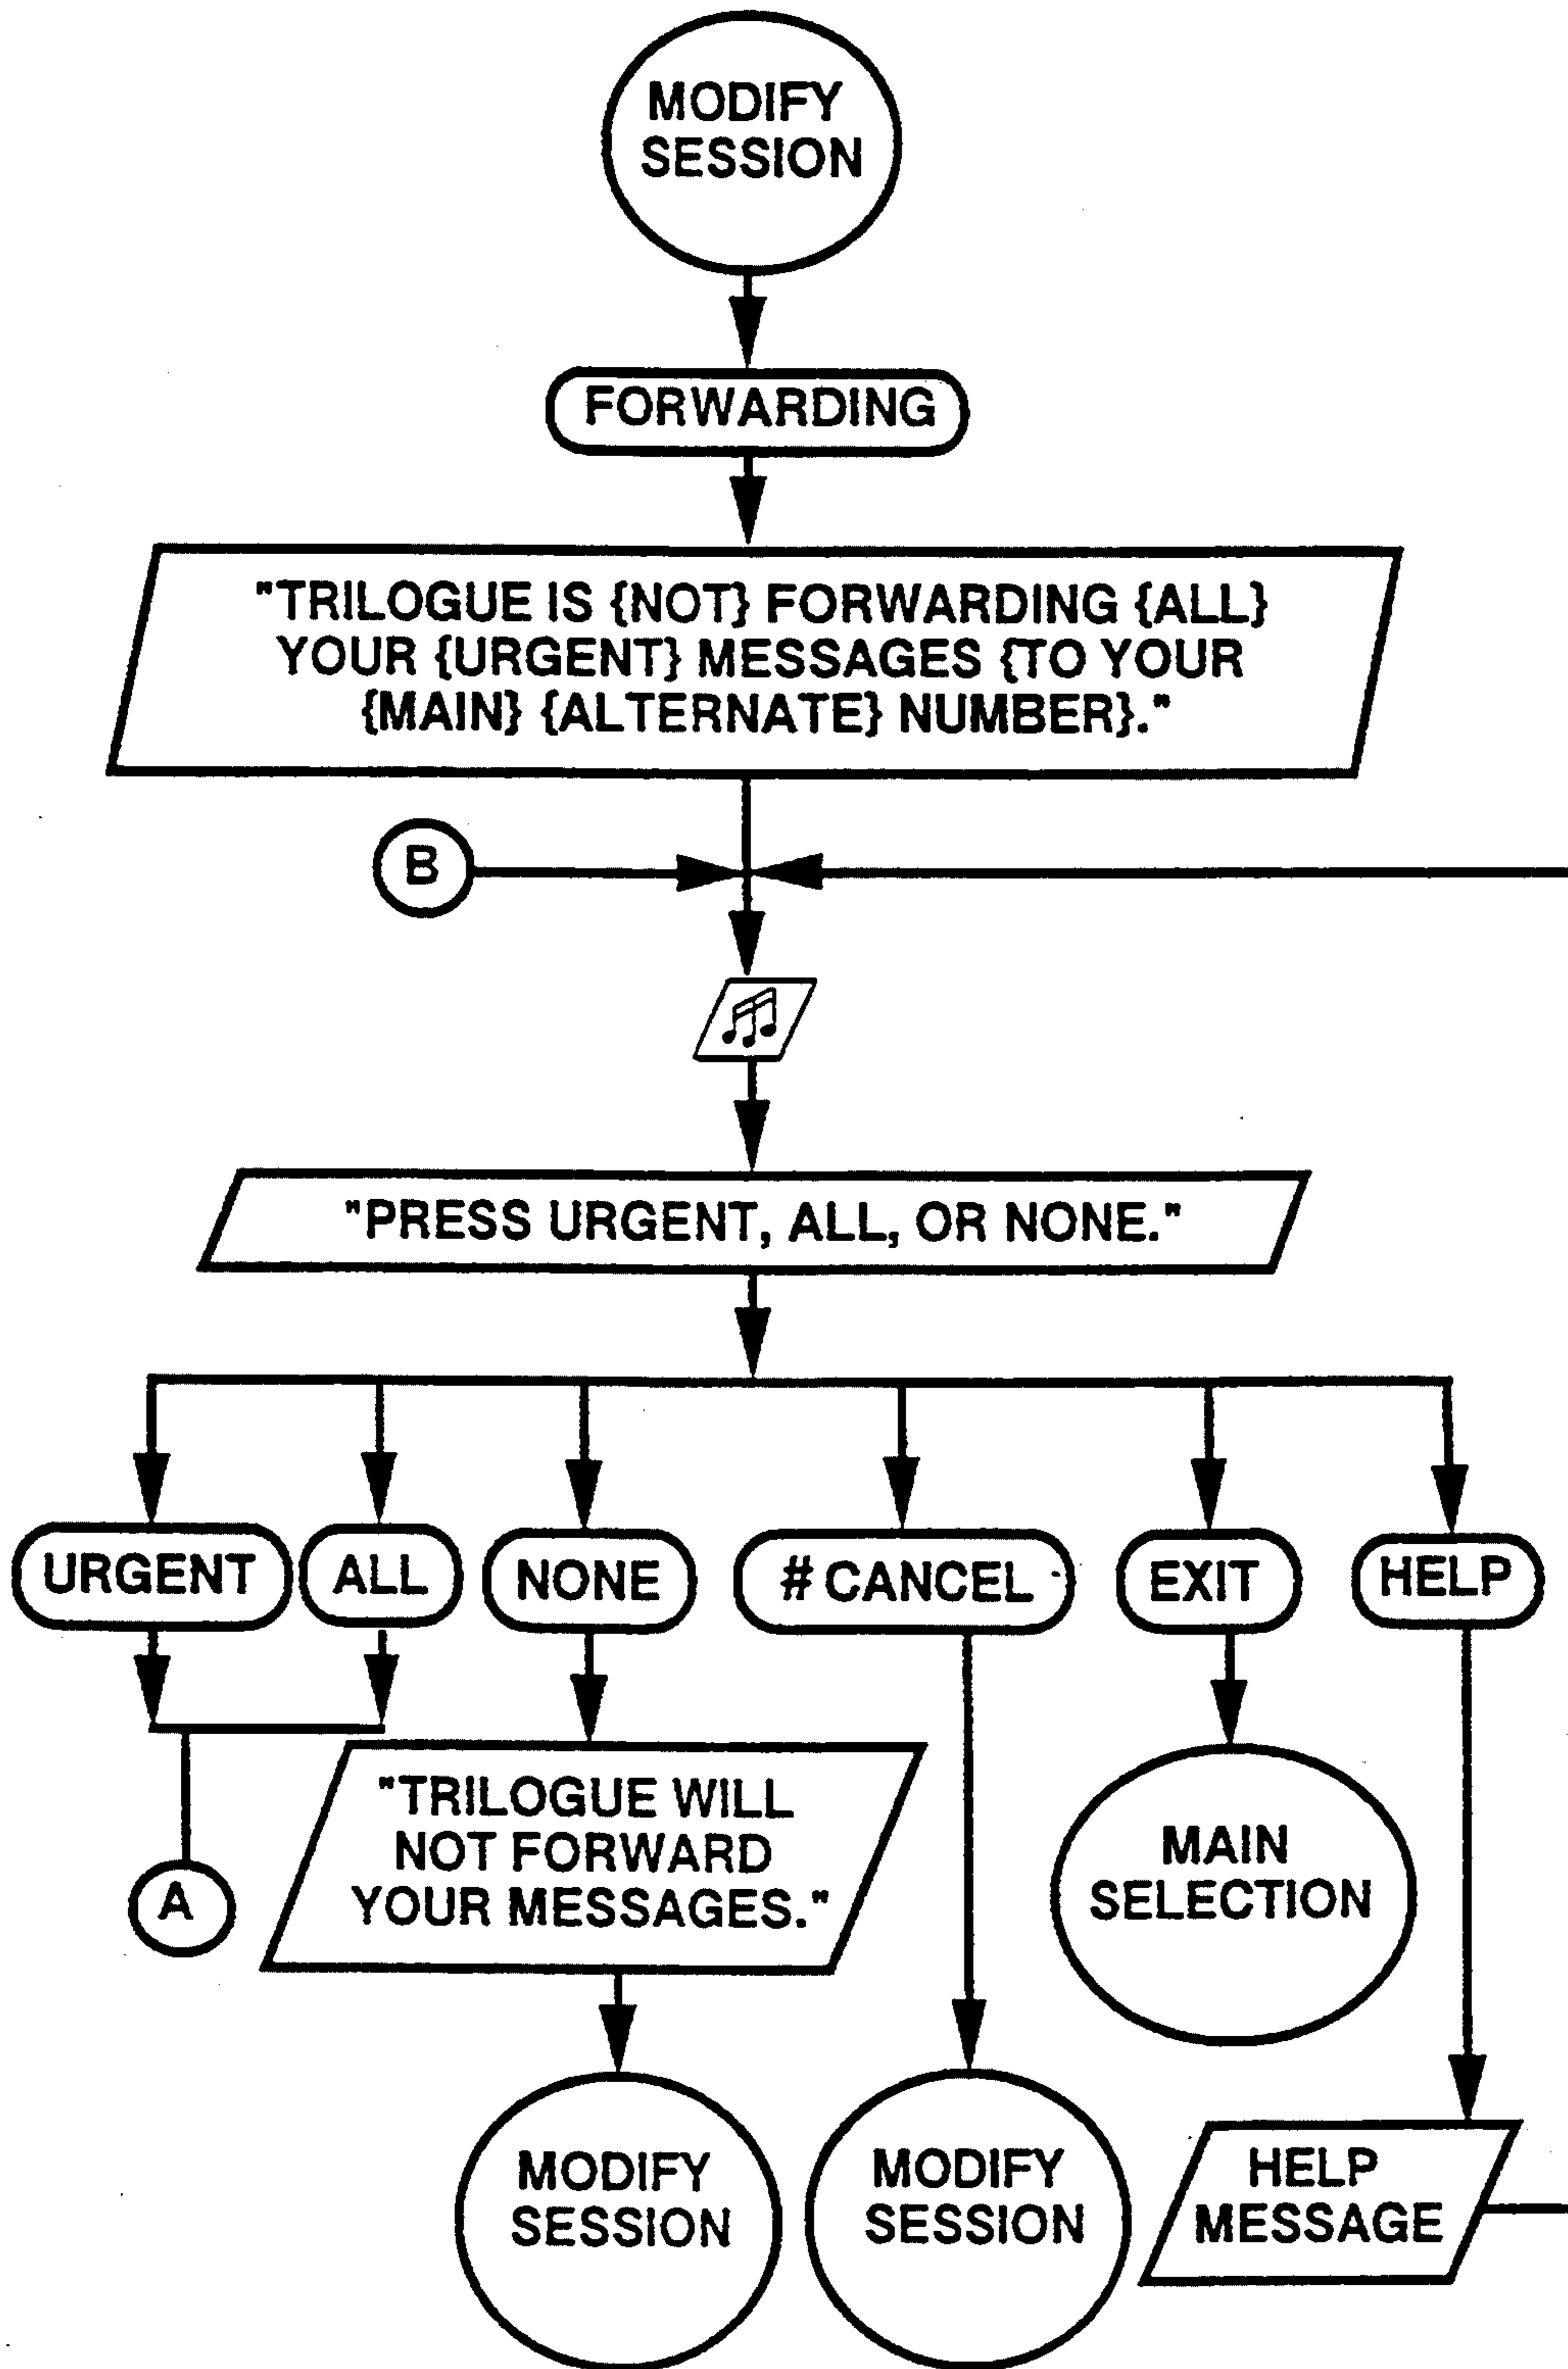 MODIFY
SESSION
FORWARDING
"TRILOGUE IS {NOT} FORWARDING {ALL}
YOUR {URGENT} MESSAGES {TO YOUR
{MAIN} {ALTERNATE} NUMBER}."
B
"PRESS URGENT, ALL, OR NONE."
URGENT
ALL
NONE
# CANCEL
EXIT
HELP
A
"TRILOGUE WILL
NOT FORWARD
YOUR MESSAGES."
MAIN
SELECTION
MODIFY
SESSION
MODIFY
SESSION
HELP
MESSAGE